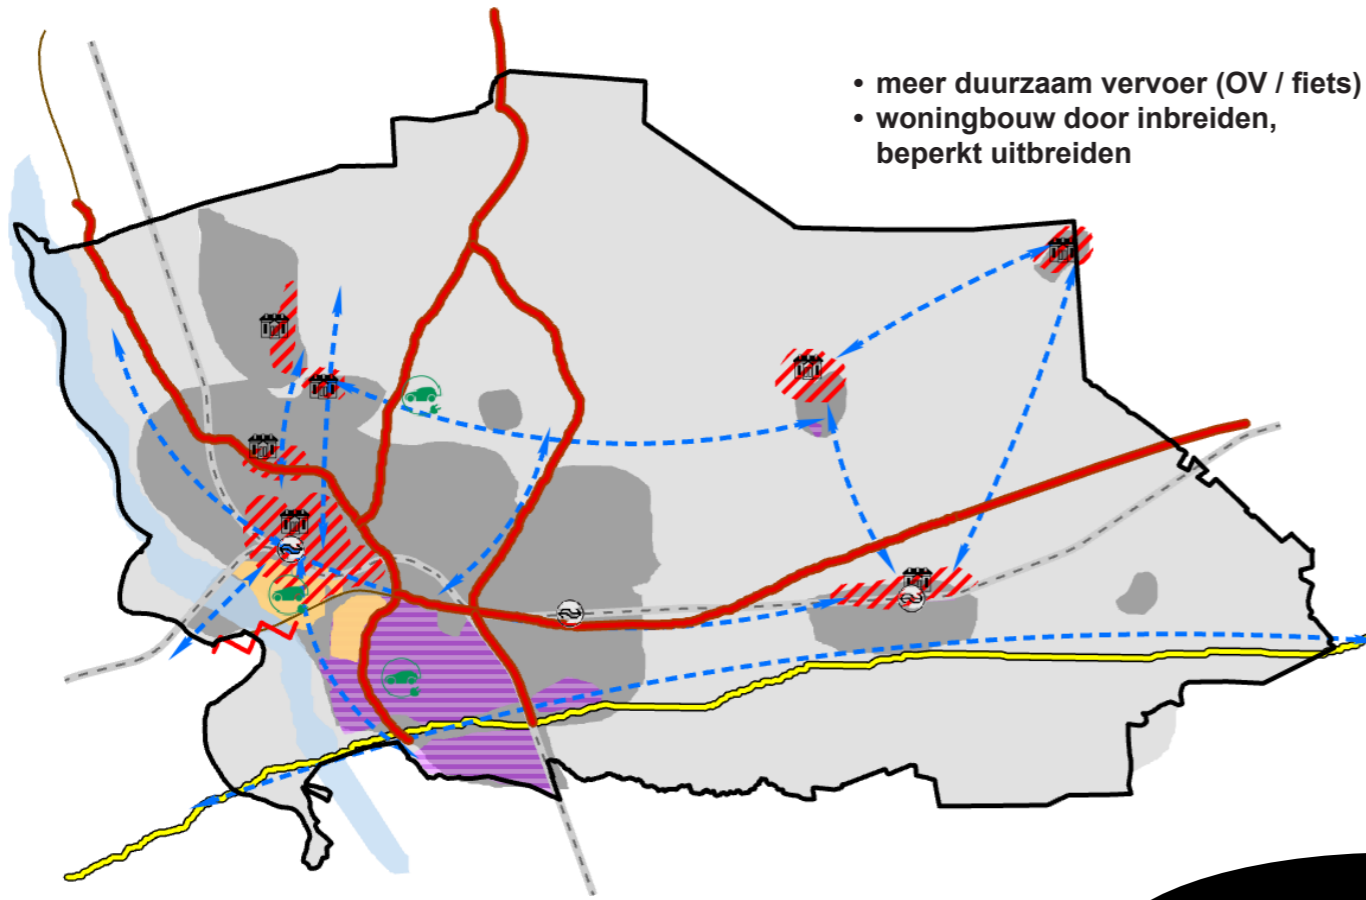 • meer duurzaam vervoer (OV / fiets)
• woningbouw door inbreiden,
beperkt uitbreiden